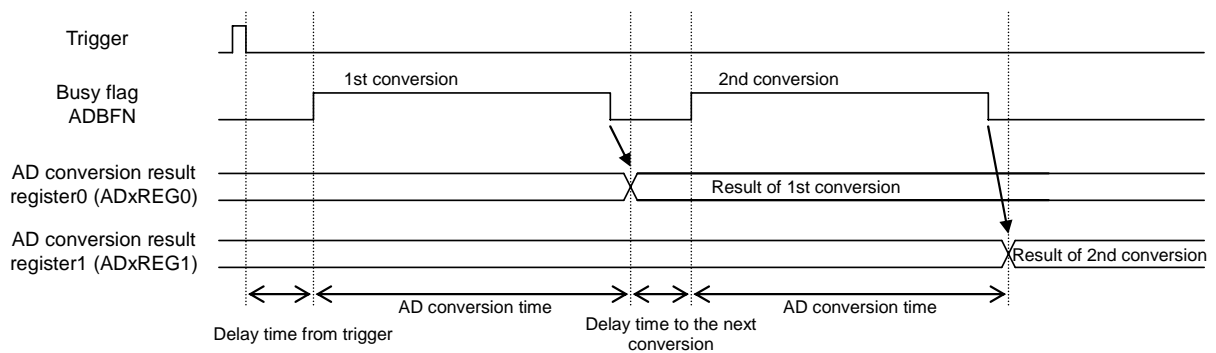 Trigger
1st conversion
2nd conversion
Busy flag
ADBFN
AD conversion result
register0 (ADxREG0)
Result of 1st conversion
AD conversion result
register1 (ADxREG1)
Result of 2nd conversion
AD conversion time
AD conversion time
Delay time from trigger
Delay time to the next
conversion